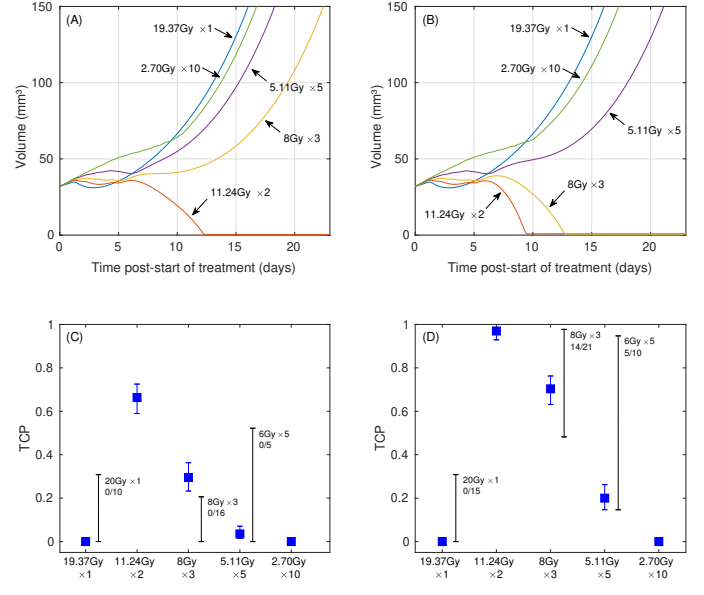 (A)
150
100
50
0
Volume (mm³)
19.37Gy ×1
2.70Gy ×10
5.11Gy ×5
8Gy ×3
11.24Gy ×2
0 5 10 15 20
Time post-start of treatment (days)
(B)
150
100
50
0
Volume (mm³)
19.37Gy ×1
2.70Gy ×10
5.11Gy ×5
8Gy ×3
11.24Gy ×2
0 5 10 15 20
Time post-start of treatment (days)
(C)
1
0.8
0.6
0.4
0.2
0
TCP
20Gy ×1
0/10
8Gy ×3
0/16
6Gy ×5
0/5
19.37Gy 11.24Gy 8Gy 5.11Gy 2.70Gy
×1 ×2 ×3 ×5 ×10
(D)
1
0.8
0.6
0.4
0.2
0
TCP
20Gy ×1
0/15
8Gy ×3
14/21
6Gy ×5
5/10
19.37Gy 11.24Gy 8Gy 5.11Gy 2.70Gy
×1 ×2 ×3 ×5 ×10